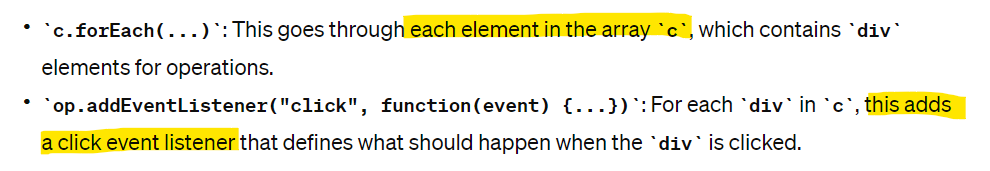 • `c.forEach(...)`: This goes through each element in the array `c`, which contains `div`
elements for operations.
• `op.addEventListener("click", function(event) {...})`: For each `div` in `c`, this adds
a click event listener that defines what should happen when the `div` is clicked.